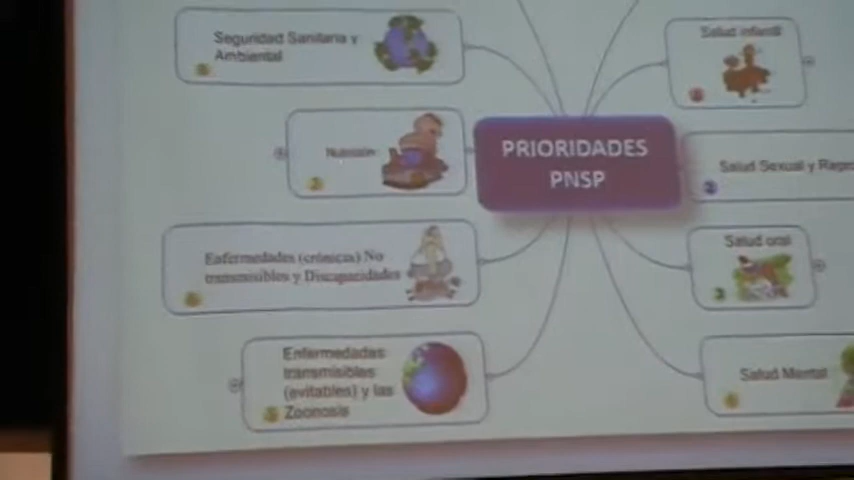 Seguridad Sanitaria y
Ambiental
Nutrición
Enfermedades (crónicas) No
transmisibles y Discapacidades
Enfermedades
transmisibles
(evitables) y las
Zoonosis
PRIORIDADES
PNSP
Salud infantil
Salud Sexual y Repro
Salud oral
Salud Mental